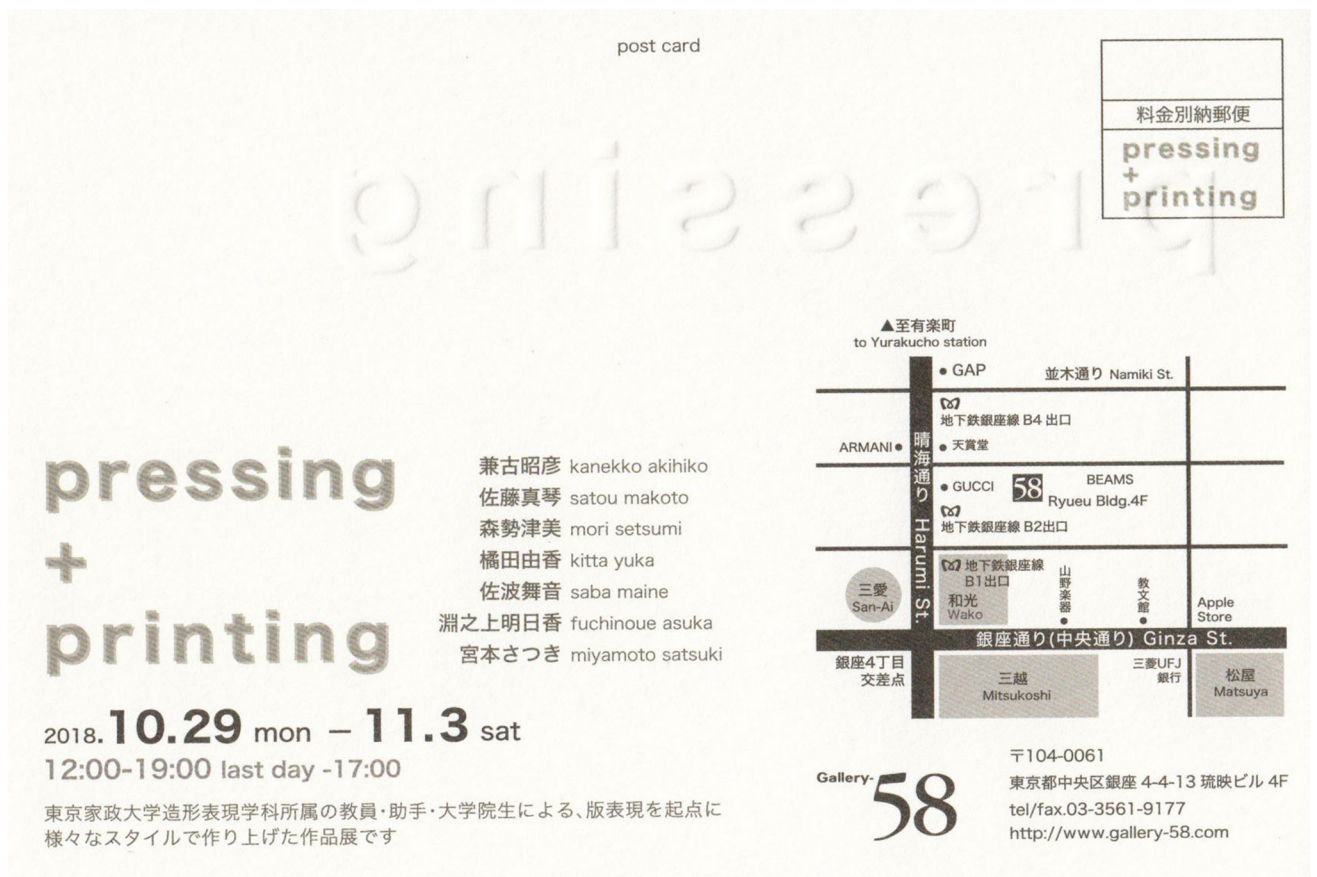 post card
料金別納郵便
pressing
+
printing
pressing
▲至有楽町
to Yurakucho station
GAP
並木通り Namiki St.
地下鉄銀座線 B4 出口
ARMANI
天賞堂
晴海通り Harumi St.
GUCCI
58
BEAMS
Ryueu Bldg.4F
地下鉄銀座線 B2出口
地下鉄銀座線
B1出口
三愛
San-Ai
和光
Wako
山野楽器
教文館
Apple
Store
銀座通り(中央通り) Ginza St.
銀座4丁目
交差点
三越
Mitsukoshi
三菱UFJ
銀行
松屋
Matsuya
pressing
+
printing
兼古昭彦 kanekko akihiko
佐藤真琴 satou makoto
森勢津美 mori setsumi
橘田由香 kitta yuka
佐波舞音 saba maine
淵之上明日香 fuchinoue asuka
宮本さつき miyamoto satsuki
2018.10.29 mon – 11.3 sat
12:00-19:00 last day -17:00
東京家政大学造形表現学科所属の教員・助手・大学院生による、版表現を起点に
様々なスタイルで作り上げた作品展です
Gallery-58
〒104-0061
東京都中央区銀座 4-4-13 琉映ビル 4F
tel/fax.03-3561-9177
http://www.gallery-58.com